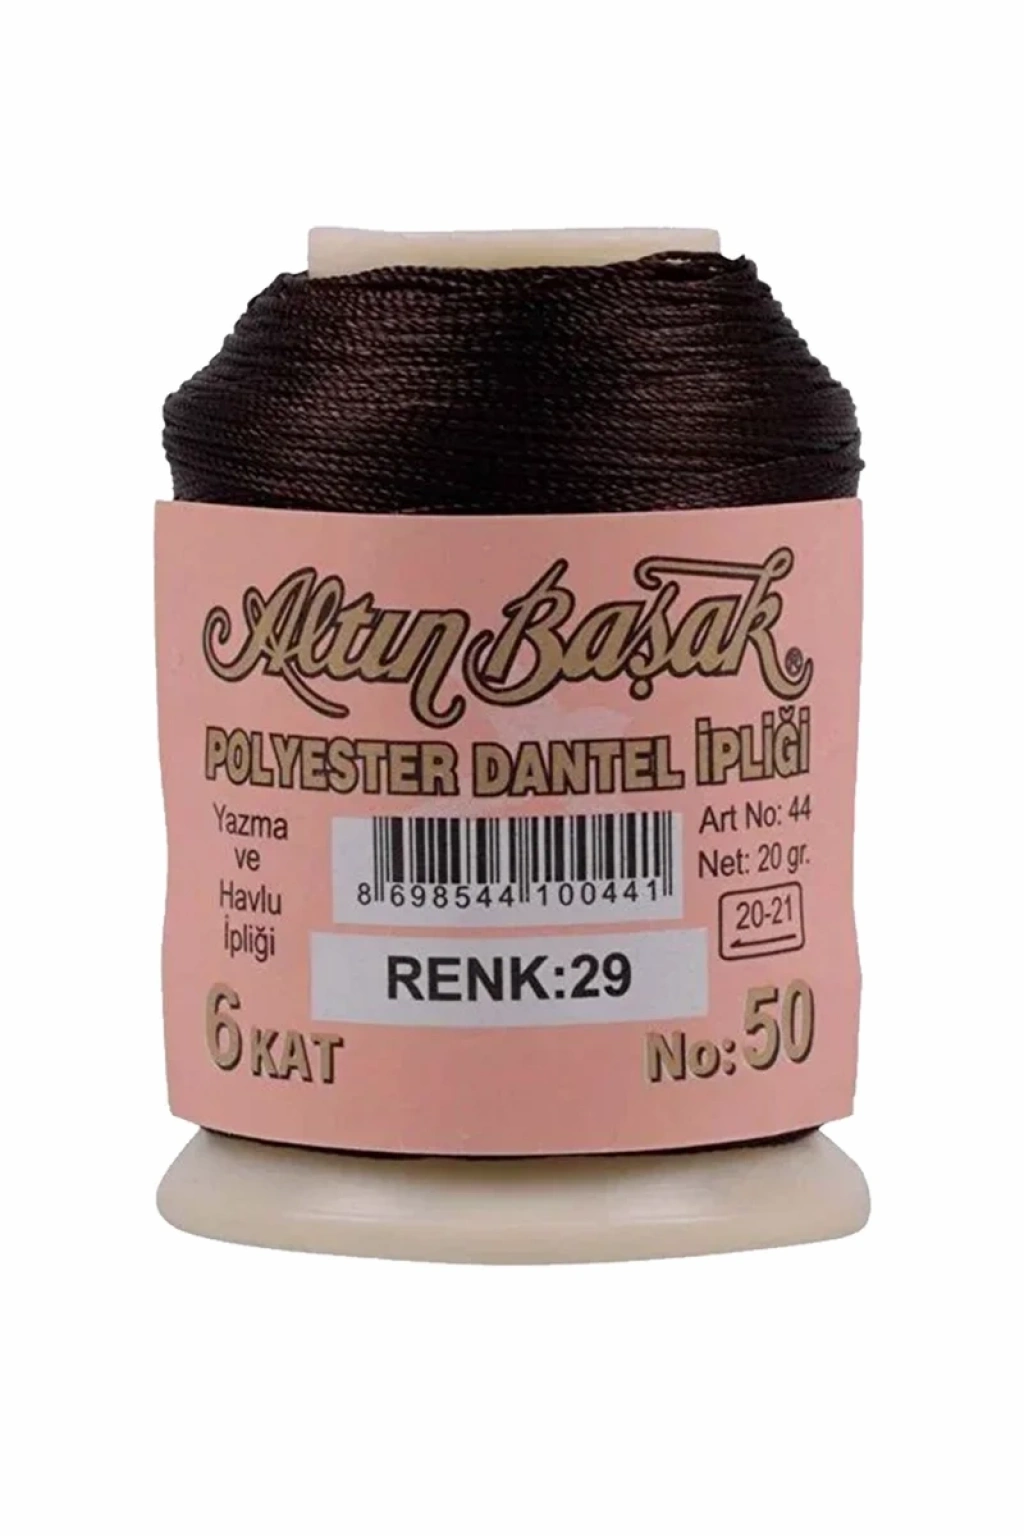 Altın Başak®
POLYESTER DANTEL İPLİĞİ
Yazma
ve
Havlu
İpliği
8 698544 100441
Art No: 44
Net: 20 gr.
20-21
RENK:29
6 KAT
No: 50